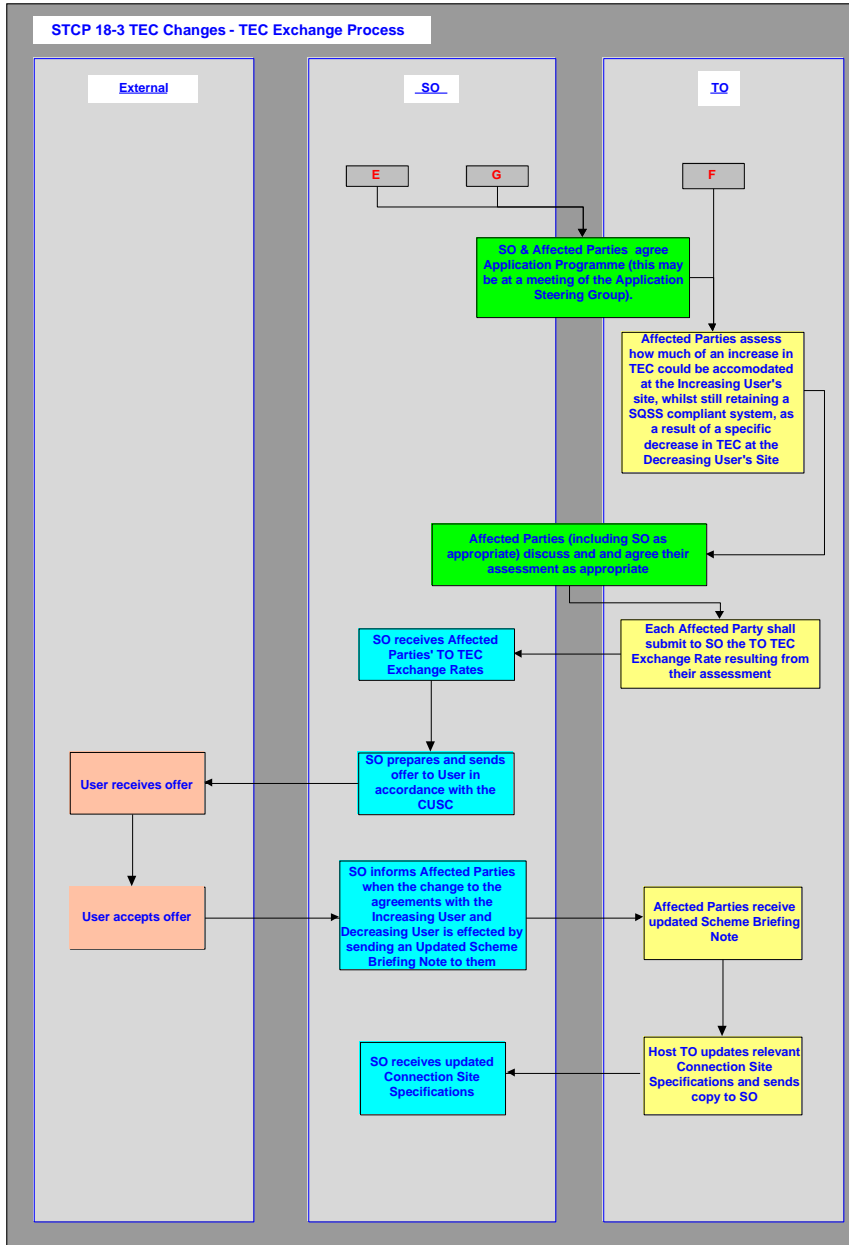 STCP 18-3 TEC Changes - TEC Exchange Process
External
SO
TO
E
G
F
SO & Affected Parties agree
Application Programme (this may
be at a meeting of the Application
Steering Group).
Affected Parties assess
how much of an increase in
TEC could be accomodated
at the Increasing User's
site, whilst still retaining a
SQSS compliant system, as
a result of a specific
decrease in TEC at the
Decreasing User's Site
Affected Parties (including SO as
appropriate) discuss and and agree their
assessment as appropriate
Each Affected Party shall
submit to SO the TO TEC
Exchange Rate resulting from
their assessment
SO receives Affected
Parties' TO TEC
Exchange Rates
SO prepares and sends
offer to User in
accordance with the
CUSC
User receives offer
User accepts offer
SO informs Affected Parties
when the change to the
agreements with the
Increasing User and
Decreasing User is effected by
sending an Updated Scheme
Briefing Note to them
Affected Parties receive
updated Scheme Briefing
Note
Host TO updates relevant
Connection Site
Specifications and sends
copy to SO
SO receives updated
Connection Site
Specifications